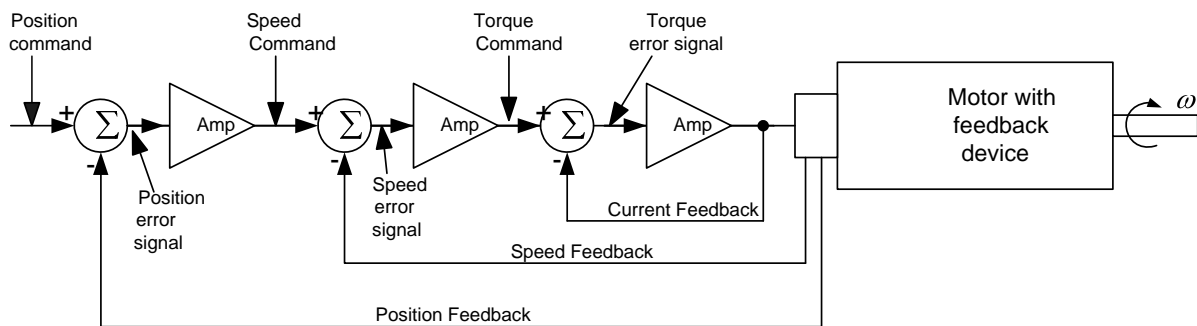 Position
command
Speed
Command
Torque
Command
Torque
error signal
+
Σ
-
Amp
+
Σ
-
Amp
+
Σ
-
Amp
Motor with
feedback
device
ω
Position
error
signal
Speed
error
signal
Current Feedback
Speed Feedback
Position Feedback